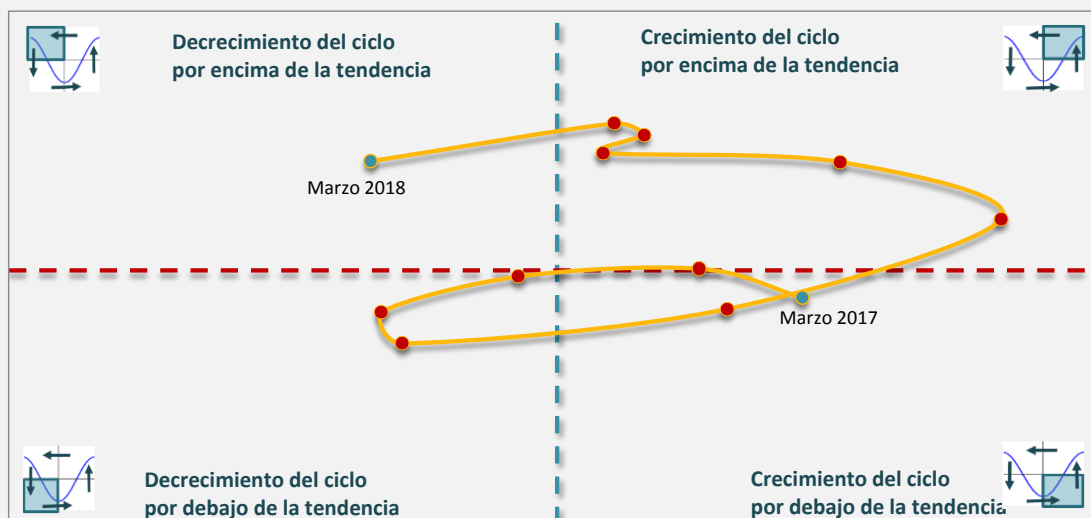 Decrecimiento del ciclo
por encima de la tendencia
Crecimiento del ciclo
por encima de la tendencia
Marzo 2018
Marzo 2017
Decrecimiento del ciclo
por debajo de la tendencia
Crecimiento del ciclo
por debajo de la tendencia